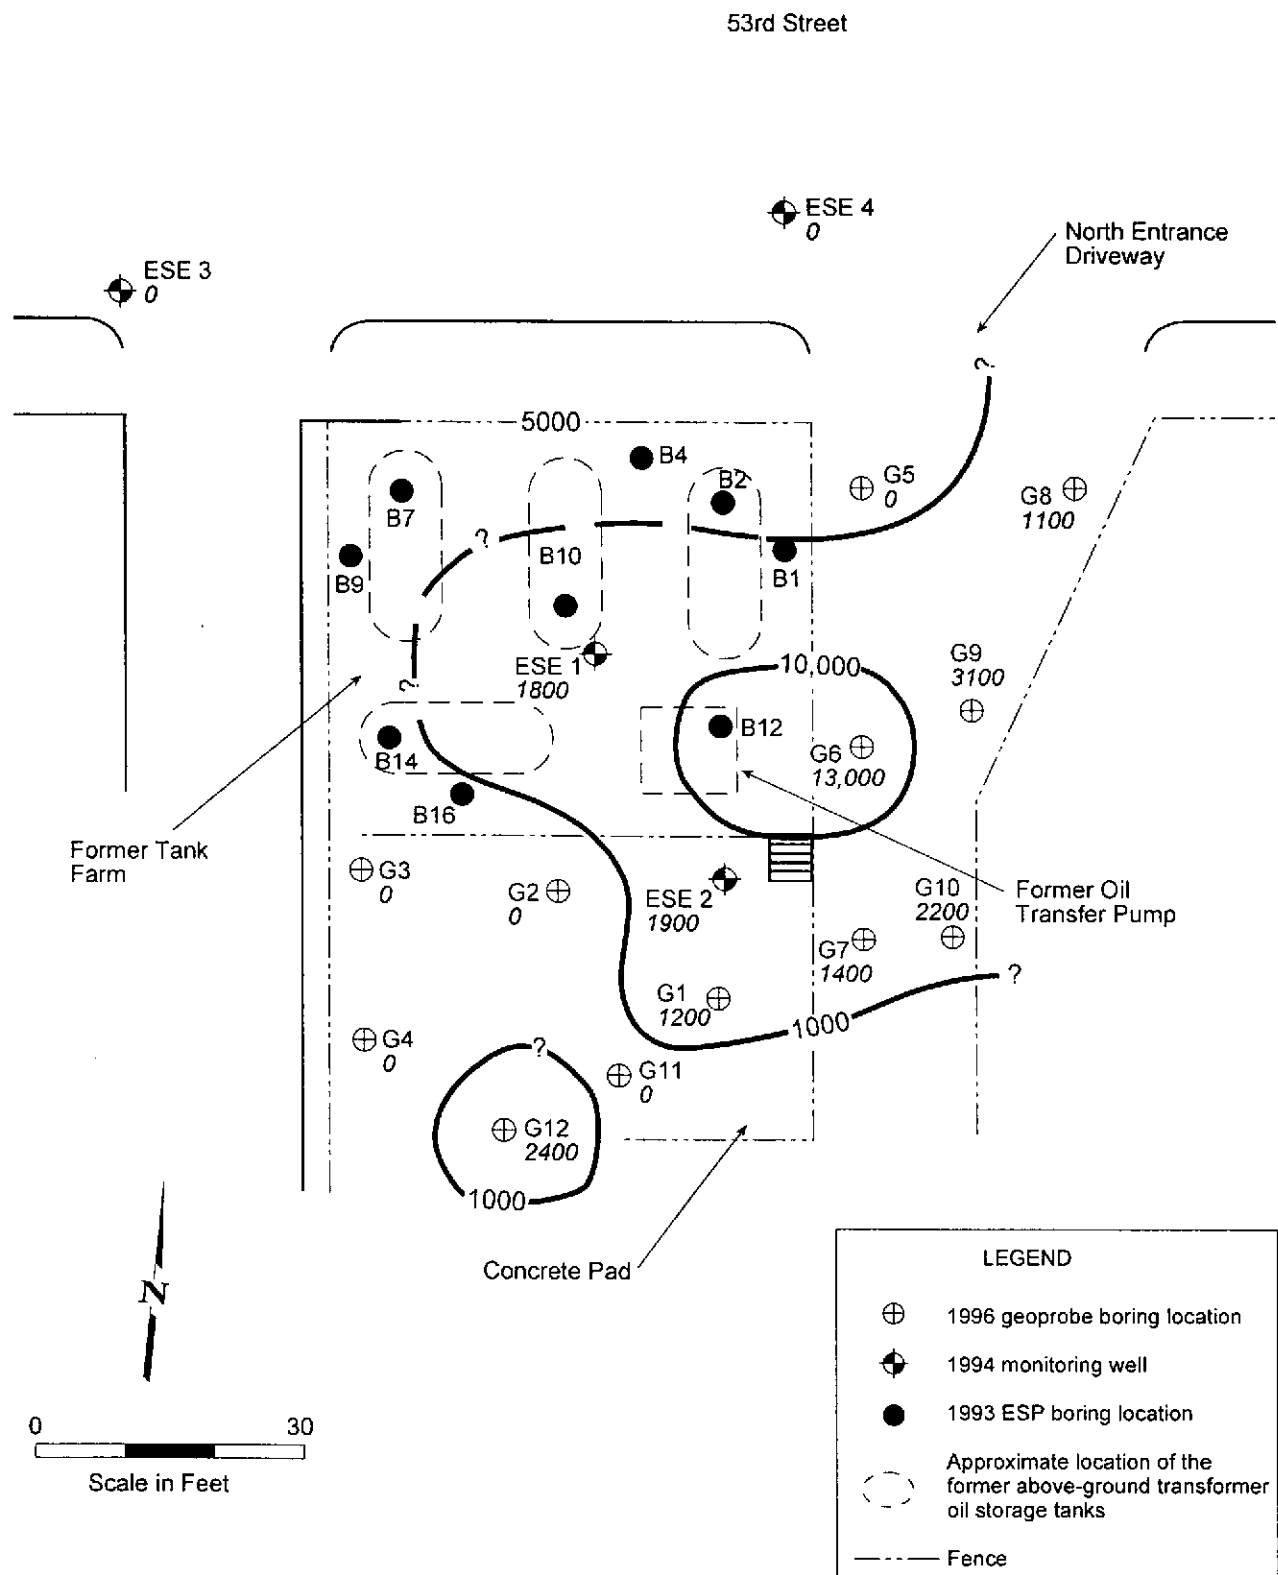 53rd Street
ESE 4
0
North Entrance
Driveway
ESE 3
0
?
5000
B4
B2
G5
0
G8
1100
B7
?
B10
B9
B1
ESE 1
1800
10,000
G9
3100
?
B12
G6
13,000
B14
B16
Former Tank
Farm
G3
0
G2
0
ESE 2
1900
G10
2200
Former Oil
Transfer Pump
G7
1400
?
G1
1200
1000
G4
0
?
G11
0
G12
2400
1000
Concrete Pad
N
0 30
Scale in Feet
LEGEND
1996 geoprobe boring location
1994 monitoring well
1993 ESP boring location
Approximate location of the
former above-ground transformer
oil storage tanks
Fence